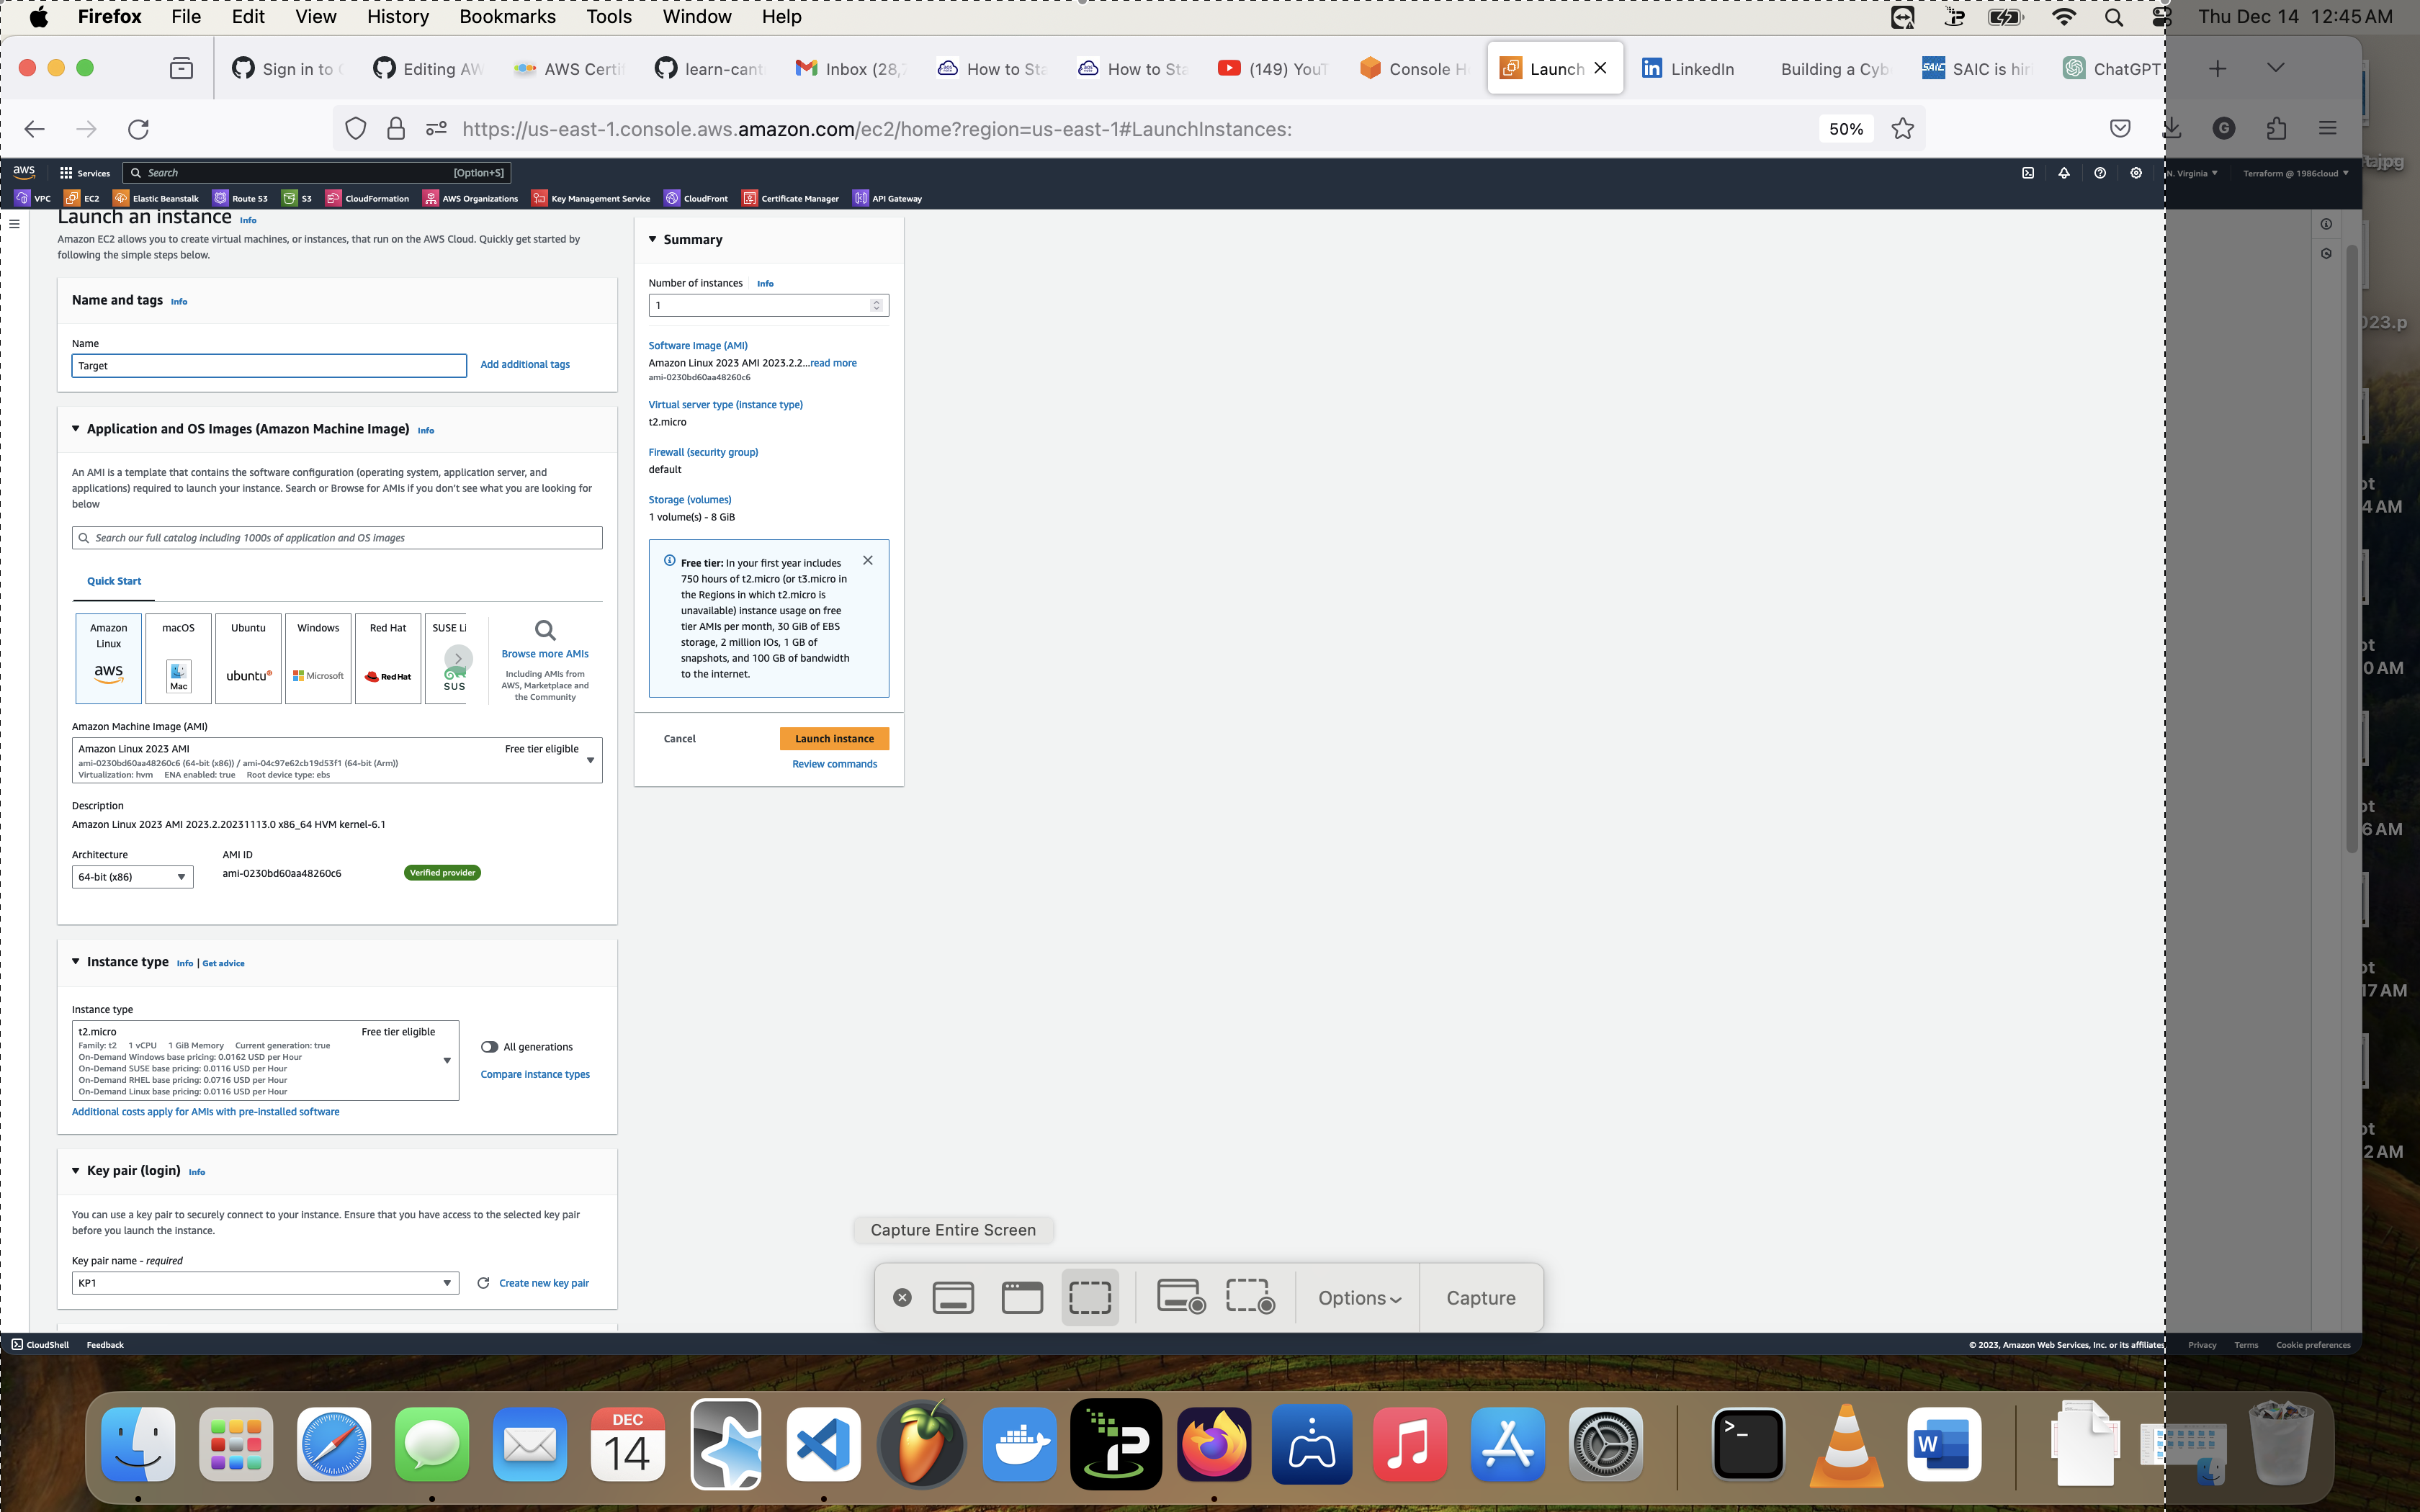 Firefox File Edit View History Bookmarks Tools Window Help
Thu Dec 14 12:45 AM
Sign in to
Editing AW
AWS Certi
learn-cant
Inbox (28,
How to Sta
How to Sta
(149) YouT
Console H
Launch
LinkedIn
Building a Cyb
SAIC
SAIC is hir
ChatGPT
https://us-east-1.console.aws.amazon.com/ec2/home?region=us-east-1#LaunchInstances:
50%
G
t.jpg
aws
Services
Search
[Option+S]
N. Virginia
Terraform @ 1986cloud
VPC
EC2
Elastic Beanstalk
Route 53
S3
CloudFormation
AWS Organizations
Key Management Service
CloudFront
Certificate Manager
API Gateway
Launch an instance Info
Amazon EC2 allows you to create virtual machines, or instances, that run on the AWS Cloud. Quickly get started by
following the simple steps below.
Name and tags Info
Name
Target
Add additional tags
Application and OS Images (Amazon Machine Image) Info
An AMI is a template that contains the software configuration (operating system, application server, and
applications) required to launch your instance. Search or Browse for AMIs if you don't see what you are looking for
below
Search our full catalog including 1000s of application and OS images
Quick Start
Amazon
Linux
aws
macOS
Mac
Ubuntu
ubuntu
Windows
Microsoft
Red Hat
RedHat
SUSE Li
SUS
Browse more AMIs
Including AMIs from
AWS, Marketplace and
the Community
Amazon Machine Image (AMI)
Amazon Linux 2023 AMI
Free tier eligible
ami-0230bd60aa48260c6 (64-bit (x86)) / ami-04c97e62cb19d53f1 (64-bit (Arm))
Virtualization: hvm ENA enabled: true Root device type: ebs
Description
Amazon Linux 2023 AMI 2023.2.20231113.0 x86_64 HVM kernel-6.1
Architecture
64-bit (x86)
AMI ID
ami-0230bd60aa48260c6
Verified provider
Instance type Info | Get advice
Instance type
t2.micro
Free tier eligible
Family: t2 1 vCPU 1 GiB Memory Current generation: true
On-Demand Windows base pricing: 0.0162 USD per Hour
On-Demand SUSE base pricing: 0.0116 USD per Hour
On-Demand RHEL base pricing: 0.0716 USD per Hour
On-Demand Linux base pricing: 0.0116 USD per Hour
All generations
Compare instance types
Additional costs apply for AMIs with pre-installed software
Key pair (login) Info
You can use a key pair to securely connect to your instance. Ensure that you have access to the selected key pair
before you launch the instance.
Key pair name - required
KP1
Create new key pair
Summary
Number of instances Info
1
Software Image (AMI)
Amazon Linux 2023 AMI 2023.2.2...read more
ami-0230bd60aa48260c6
Virtual server type (instance type)
t2.micro
Firewall (security group)
default
Storage (volumes)
1 volume(s) - 8 GiB
Free tier: In your first year includes
750 hours of t2.micro (or t3.micro in
the Regions in which t2.micro is
unavailable) instance usage on free
tier AMIs per month, 30 GiB of EBS
storage, 2 million IOs, 1 GB of
snapshots, and 100 GB of bandwidth
to the internet.
Cancel
Launch instance
Review commands
023.p
ot
4 AM
ot
0 AM
ot
6 AM
ot
17 AM
ot
2 AM
Capture Entire Screen
Options
Capture
CloudShell
Feedback
© 2023, Amazon Web Services, Inc. or its affiliates.
Privacy
Terms
Cookie preferences
DEC
14
W